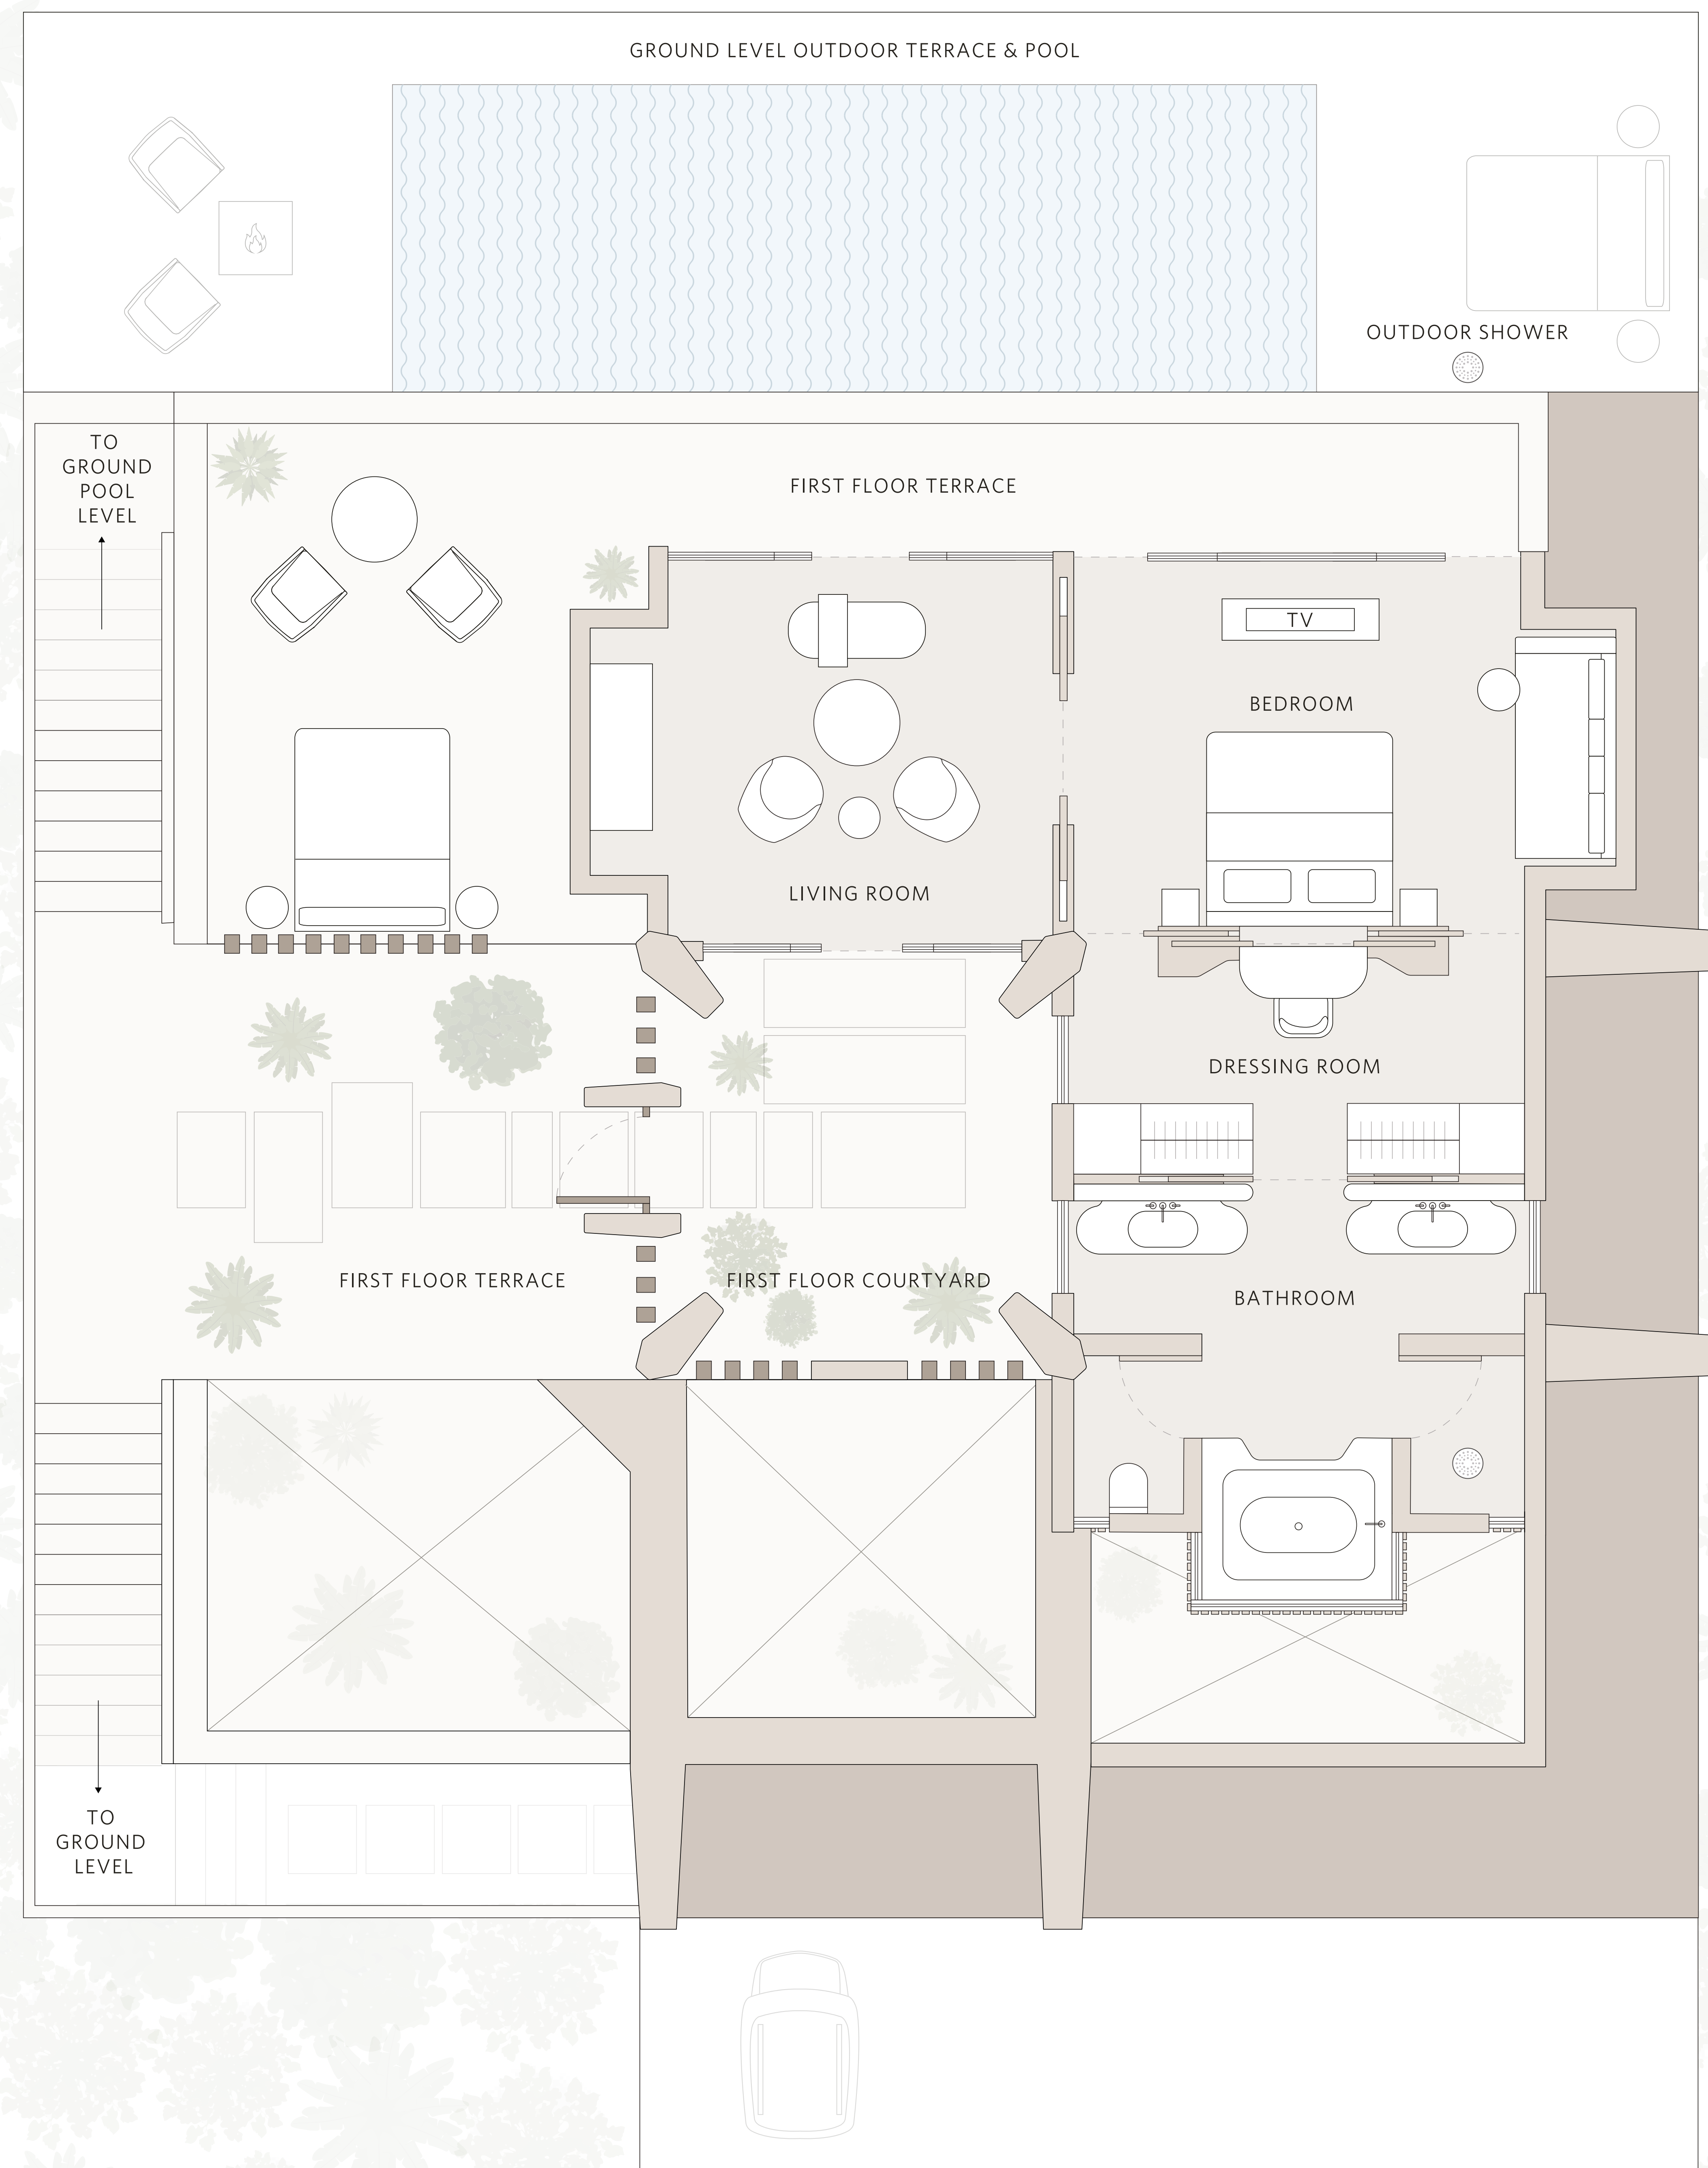 GROUND LEVEL OUTDOOR TERRACE & POOL
OUTDOOR SHOWER
TO
GROUND
POOL
LEVEL
FIRST FLOOR TERRACE
TV
BEDROOM
LIVING ROOM
DRESSING ROOM
FIRST FLOOR TERRACE
FIRST FLOOR COURTYARD
BATHROOM
TO
GROUND
LEVEL